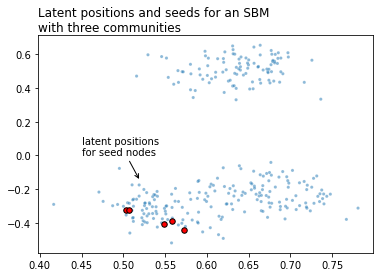 Latent positions and seeds for an SBM
with three communities
0.6
0.4
0.2
0.0
−0.2
−0.4
latent positions
for seed nodes
0.40 0.45 0.50 0.55 0.60 0.65 0.70 0.75